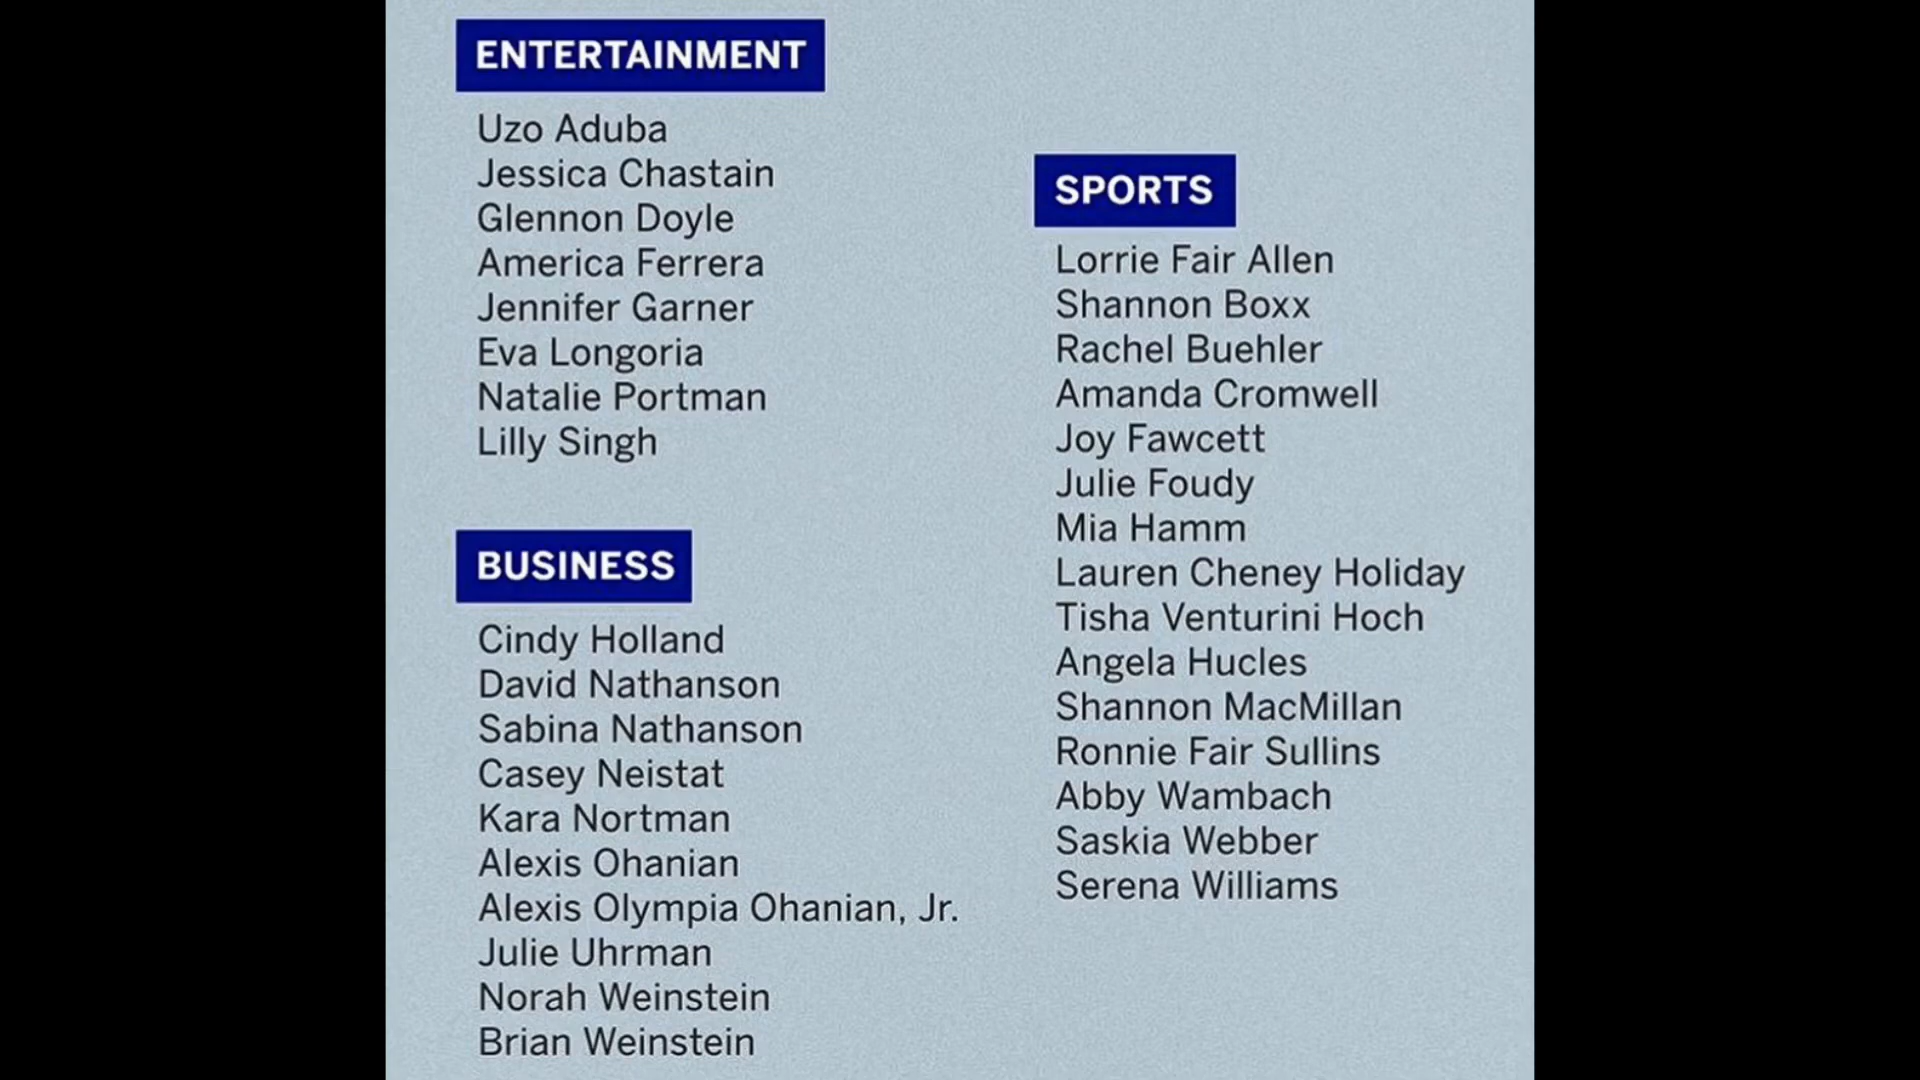 ENTERTAINMENT
Uzo Aduba
Jessica Chastain
Glennon Doyle
America Ferrera
Jennifer Garner
Eva Longoria
Natalie Portman
Lilly Singh
BUSINESS
Cindy Holland
David Nathanson
Sabina Nathanson
Casey Neistat
Kara Nortman
Alexis Ohanian
Alexis Olympia Ohanian, Jr.
Julie Uhrman
Norah Weinstein
Brian Weinstein
SPORTS
Lorrie Fair Allen
Shannon Boxx
Rachel Buehler
Amanda Cromwell
Joy Fawcett
Julie Foudy
Mia Hamm
Lauren Cheney Holiday
Tisha Venturini Hoch
Angela Hucles
Shannon MacMillan
Ronnie Fair Sullins
Abby Wambach
Saskia Webber
Serena Williams